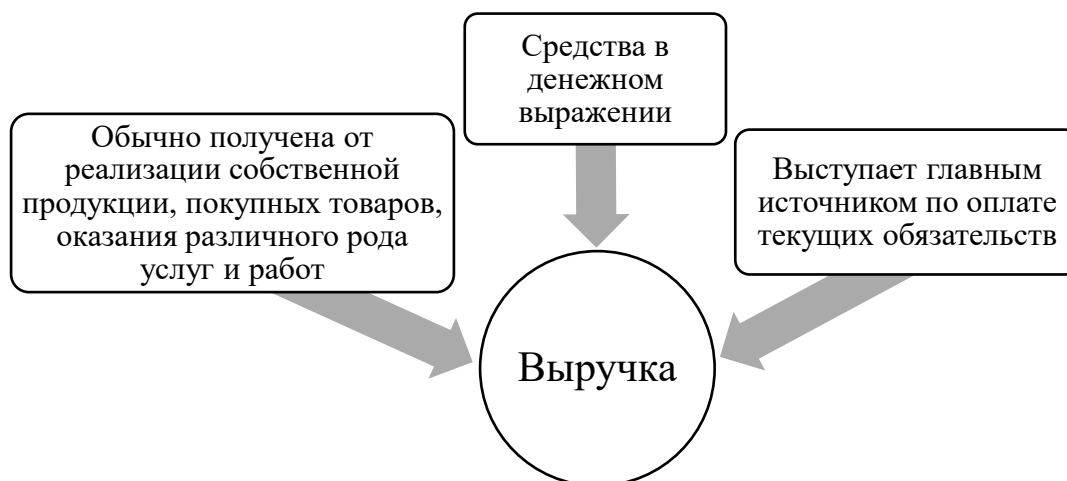 Средства в
денежном
выражении
Обычно получена от
реализации собственной
продукции, покупных товаров,
оказания различного рода
услуг и работ
Выступает главным
источником по оплате
текущих обязательств
Выручка